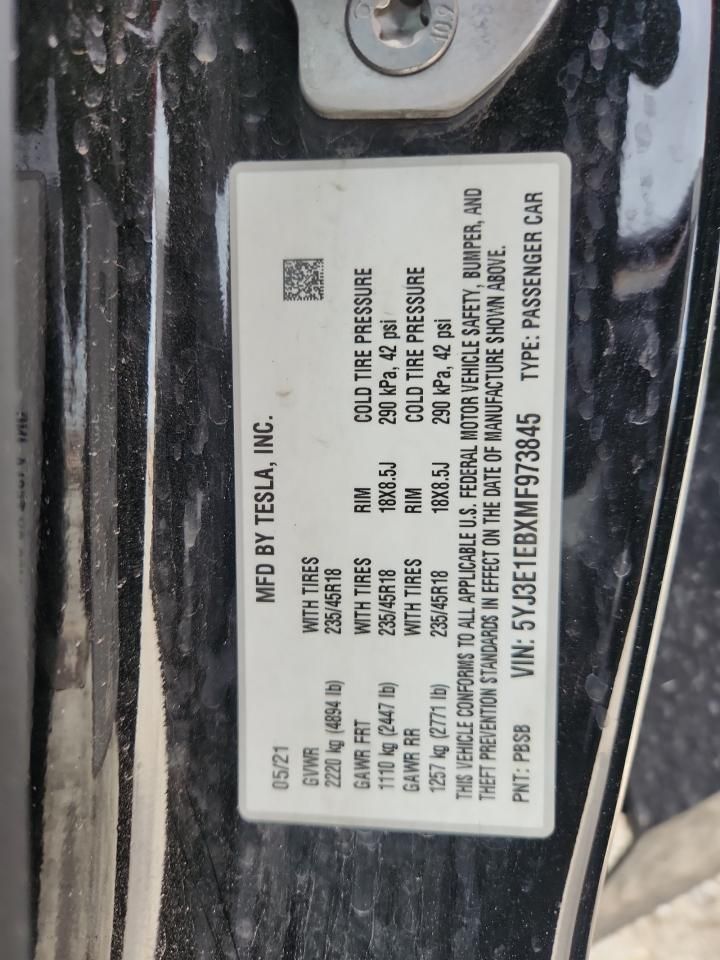 10.9
MFD BY TESLA, INC.
05/21
GVWR WITH TIRES
2220 kg (4894 lb) 235/45R18
GAWR FRT WITH TIRES RIM COLD TIRE PRESSURE
1110 kg (2447 lb) 235/45R18 18X8.5J 290 kPa, 42 psi
GAWR RR WITH TIRES RIM COLD TIRE PRESSURE
1257 kg (2771 lb) 235/45R18 18X8.5J 290 kPa, 42 psi
THIS VEHICLE CONFORMS TO ALL APPLICABLE U.S. FEDERAL MOTOR VEHICLE SAFETY, BUMPER, AND
THEFT PREVENTION STANDARDS IN EFFECT ON THE DATE OF MANUFACTURE SHOWN ABOVE.
PNT: PBSB VIN: 5YJ3E1EBXMF973845 TYPE: PASSENGER CAR